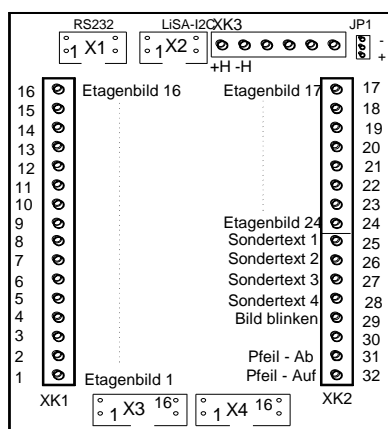 RS232 LiSA-I2C XK3 JP1
1 X1 1 X2 - +
+H -H
16 Etagenbild 16 Etagenbild 17 17
15 18
14 19
13 20
12 21
11 22
10 23
9 Etagenbild 24 24
8 Sondertext 1 25
7 Sondertext 2 26
6 Sondertext 3 27
5 Sondertext 4 28
4 Bild blinken 29
3 30
2 Pfeil - Ab 31
1 Etagenbild 1 Pfeil - Auf 32
XK1 1 X3 16 1 X4 16 XK2